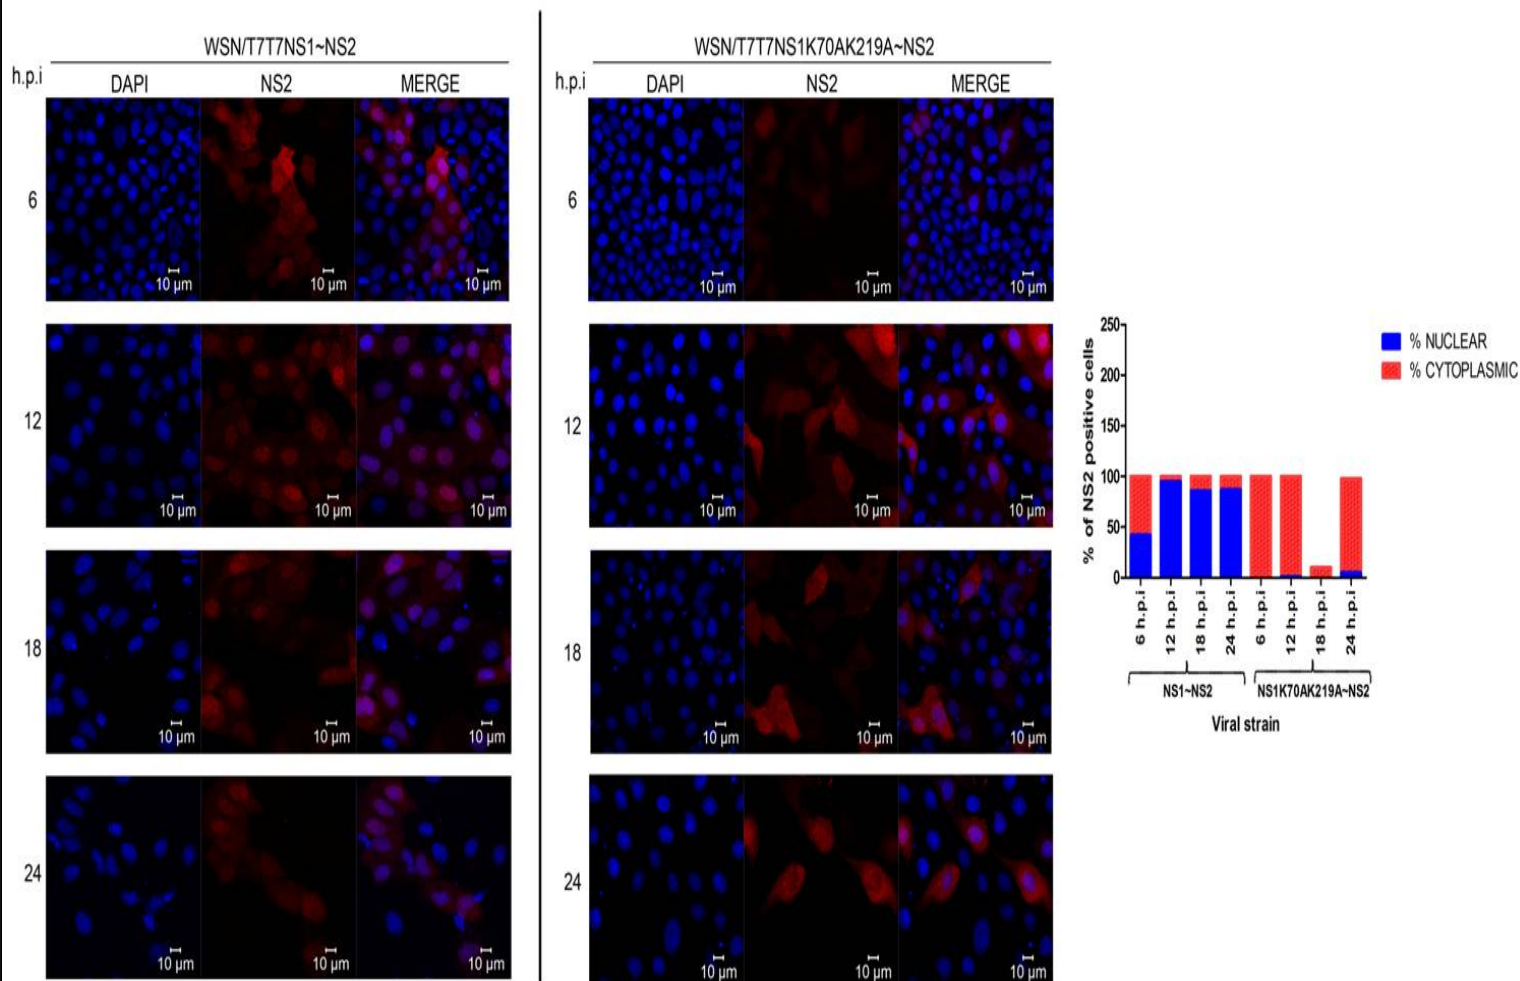 WSN/T7T7NS1~NS2
h.p.i DAPI NS2 MERGE
6
10 µm 10 µm 10 µm
12
10 µm 10 µm 10 µm
18
10 µm 10 µm 10 µm
24
10 µm 10 µm 10 µm
WSN/T7T7NS1K70AK219A~NS2
h.p.i DAPI NS2 MERGE
6
10 µm 10 µm 10 µm
12
10 µm 10 µm 10 µm
18
10 µm 10 µm 10 µm
24
10 µm 10 µm 10 µm
% of NS2 positive cells
250
200
150
100
50
0
% NUCLEAR
% CYTOPLASMIC
6 h.p.i 12 h.p.i 18 h.p.i 24 h.p.i 6 h.p.i 12 h.p.i 18 h.p.i 24 h.p.i
NS1~NS2 NS1K70AK219A~NS2
Viral strain